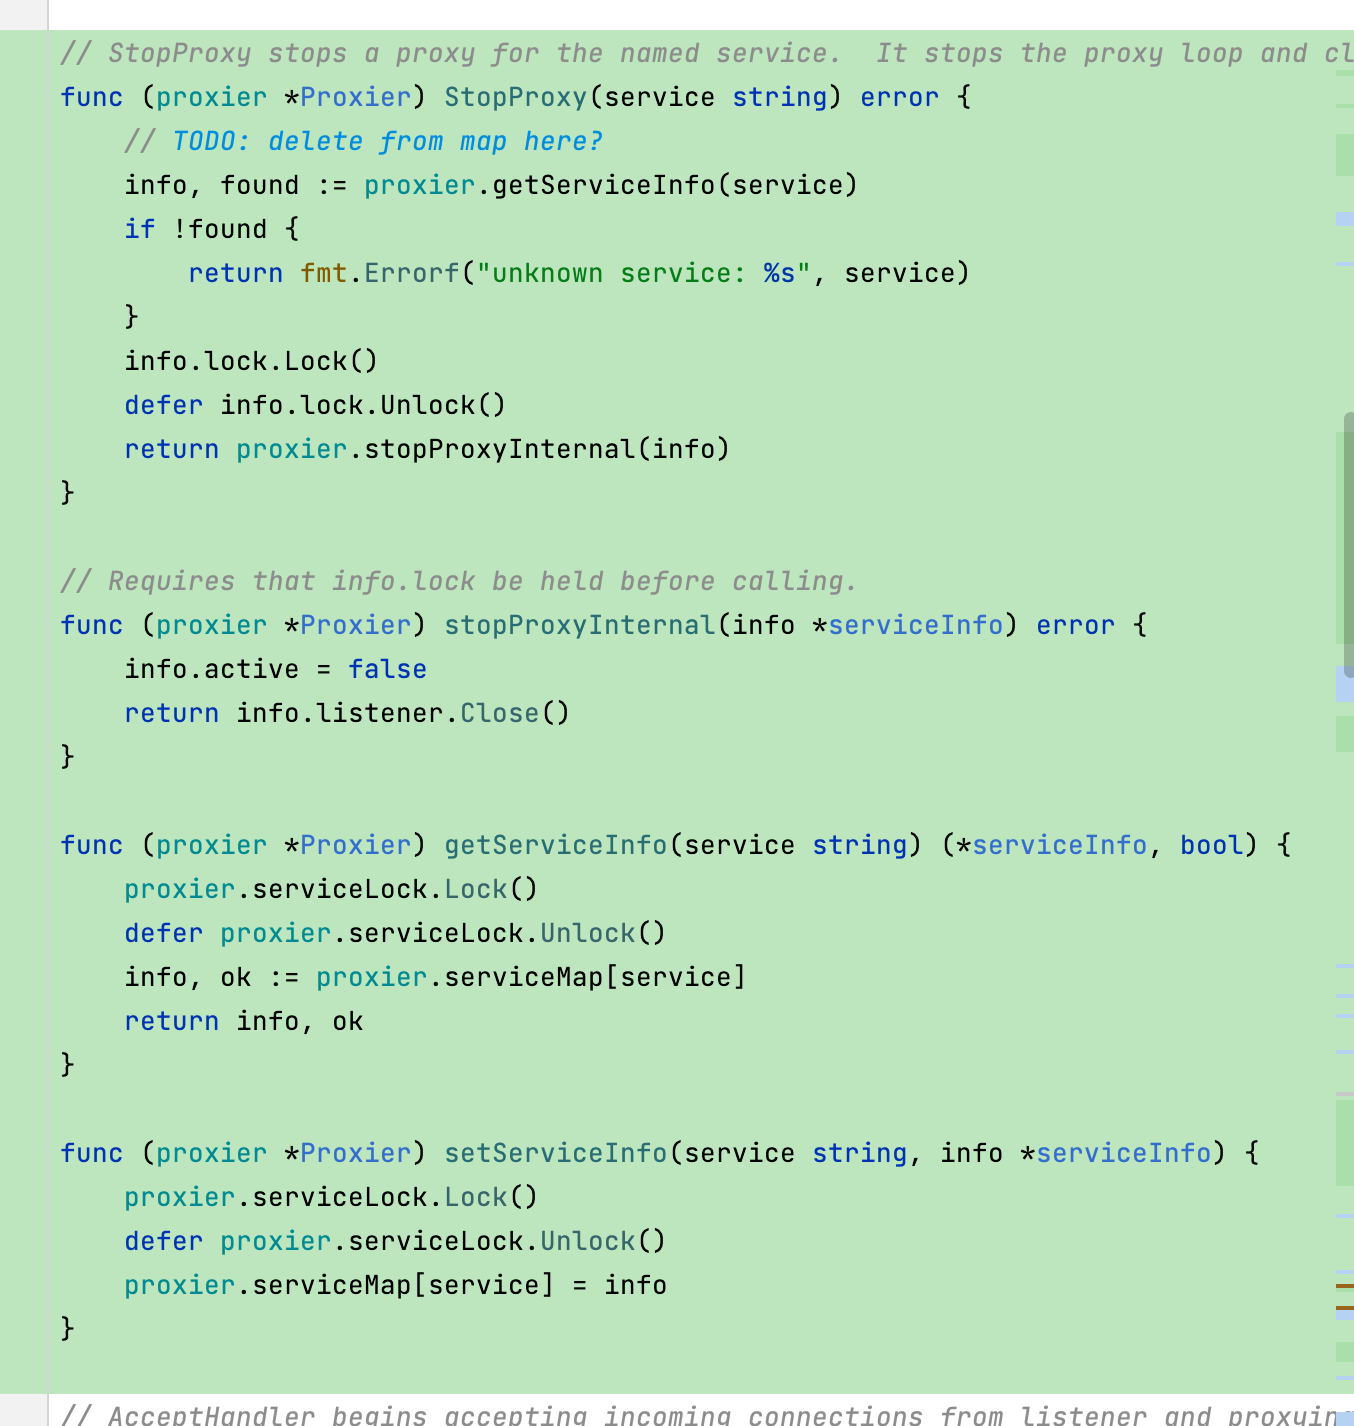 // StopProxy stops a proxy for the named service.  It stops the proxy loop and cl
func (proxier *Proxier) StopProxy(service string) error {
    // TODO: delete from map here?
    info, found := proxier.getServiceInfo(service)
    if !found {
        return fmt.Errorf("unknown service: %s", service)
    }
    info.lock.Lock()
    defer info.lock.Unlock()
    return proxier.stopProxyInternal(info)
}

// Requires that info.lock be held before calling.
func (proxier *Proxier) stopProxyInternal(info *serviceInfo) error {
    info.active = false
    return info.listener.Close()
}

func (proxier *Proxier) getServiceInfo(service string) (*serviceInfo, bool) {
    proxier.serviceLock.Lock()
    defer proxier.serviceLock.Unlock()
    info, ok := proxier.serviceMap[service]
    return info, ok
}

func (proxier *Proxier) setServiceInfo(service string, info *serviceInfo) {
    proxier.serviceLock.Lock()
    defer proxier.serviceLock.Unlock()
    proxier.serviceMap[service] = info
}

// AcceptHandler begins accepting incoming connections from listener and proxying